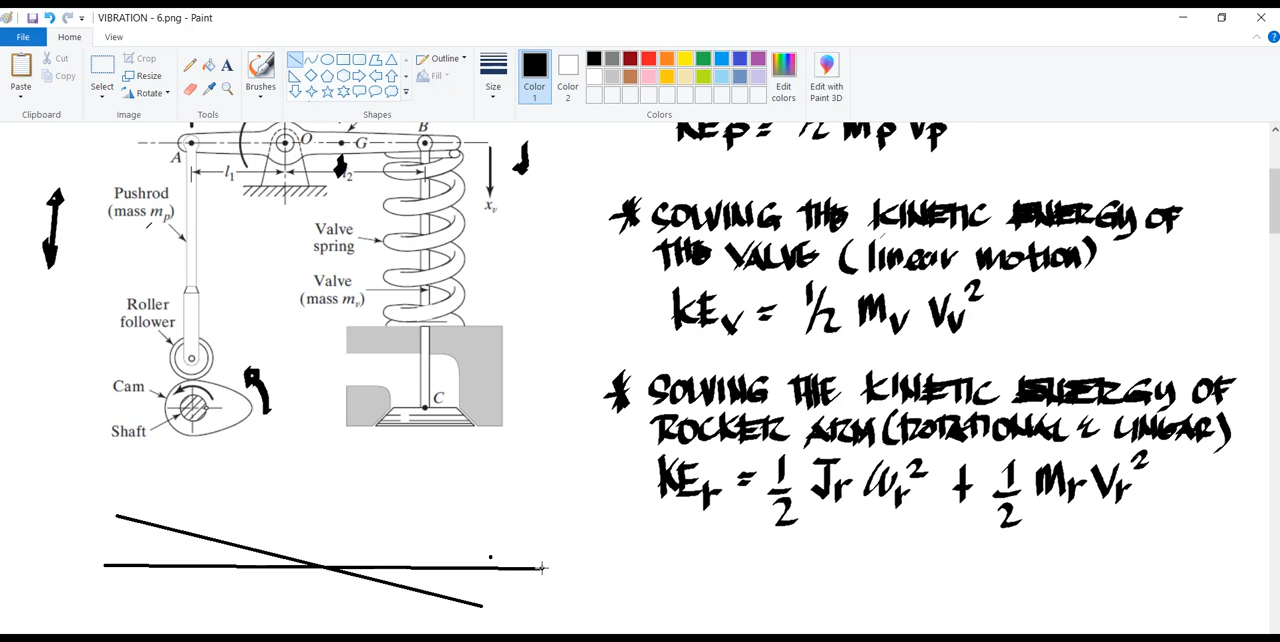 VIBRATION - 6.png - Paint
File
Home
View
Paste
Cut
Copy
Clipboard
Select
Crop
Resize
Rotate
Image
A
Tools
Brushes
Outline
Fill
Shapes
Size
Color
1
Color
2
Edit
colors
Colors
Edit with
Paint 3D
A
O
G
B
l1
l2
xv
Pushrod
(mass mp)
Valve
spring
Valve
(mass mv)
Roller
follower
Cam
Shaft
C
KEp = 1/2 mp vp
* SOLVING THE KINETIC ENERGY OF
THE VALVE (linear motion)
KEv = 1/2 mv Vv²
* SOLVING THE KINETIC ENERGY OF
ROCKER ARM (ROTATIONAL & LINEAR)
KEr = 1/2 Jr ωr² + 1/2 mr Vr²